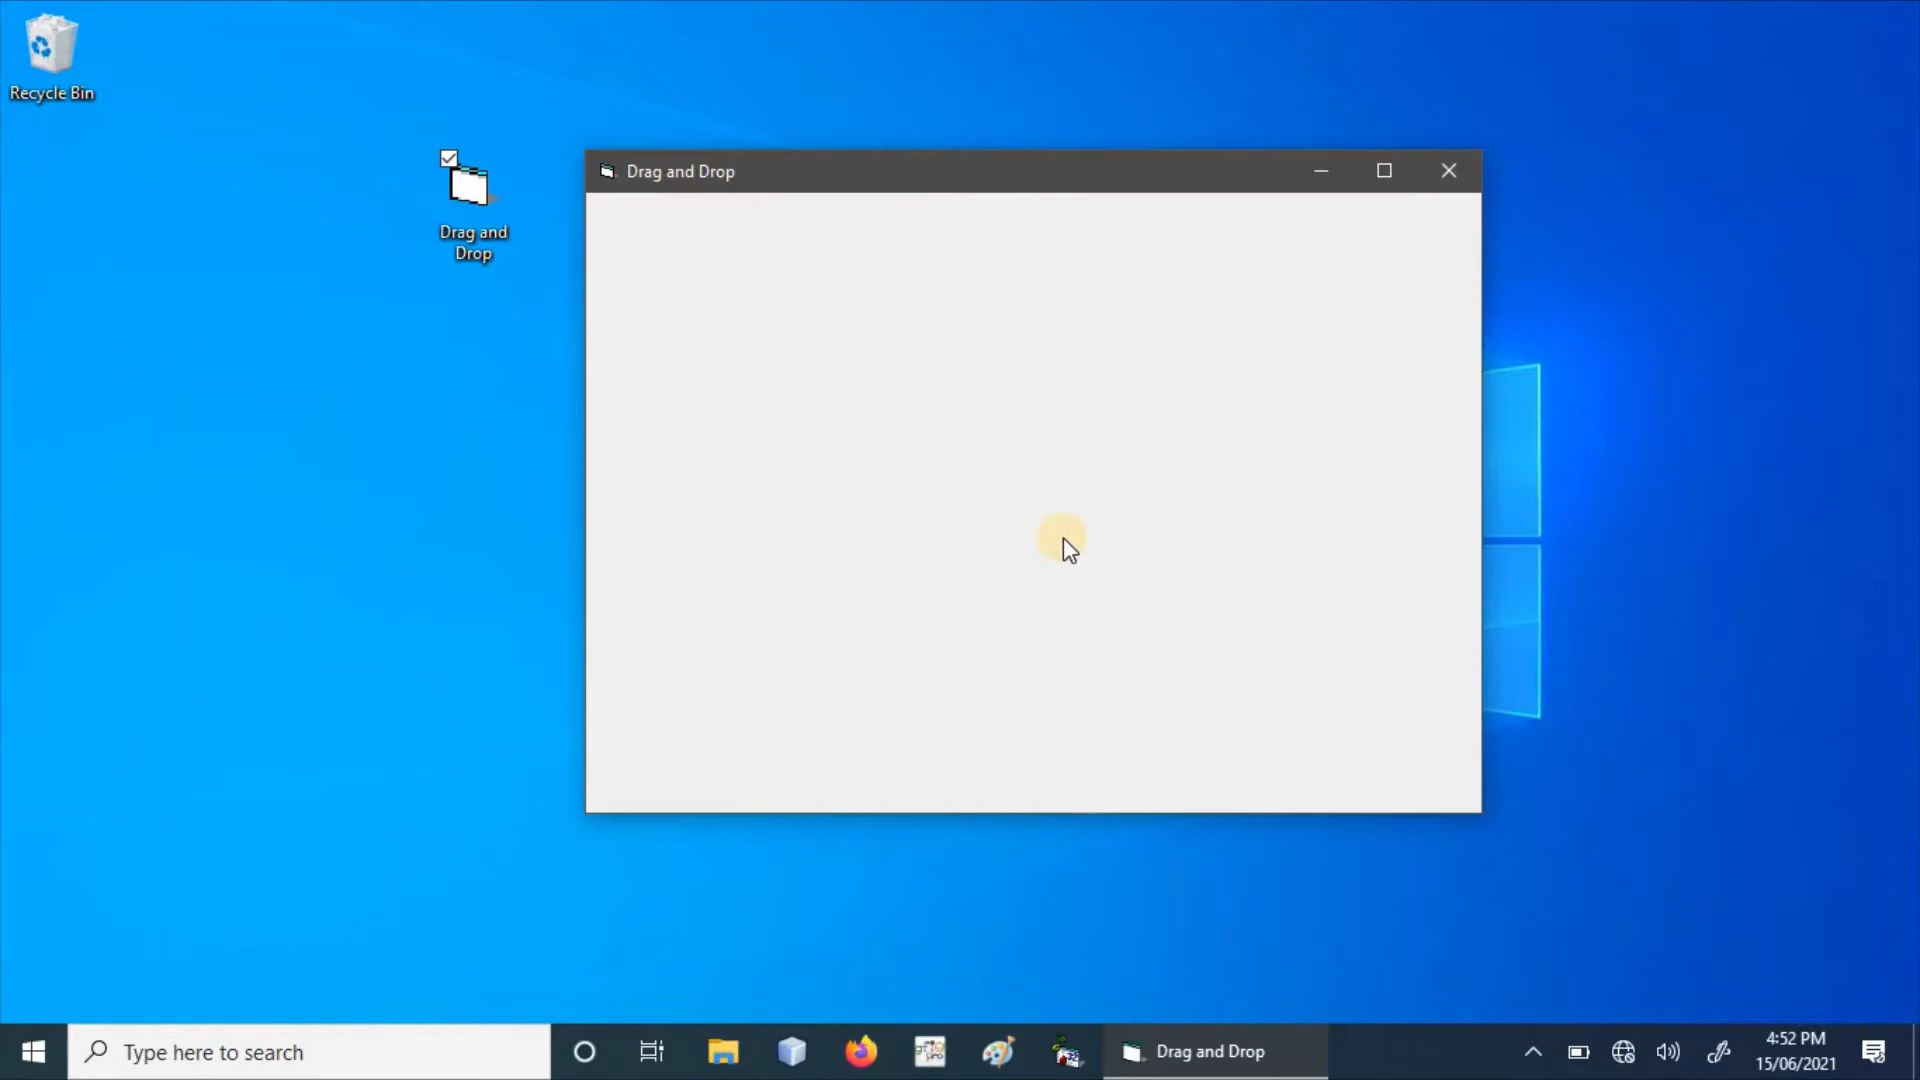 Recycle Bin
Drag and
Drop
Drag and Drop
Type here to search
Drag and Drop
4:52 PM
15/06/2021